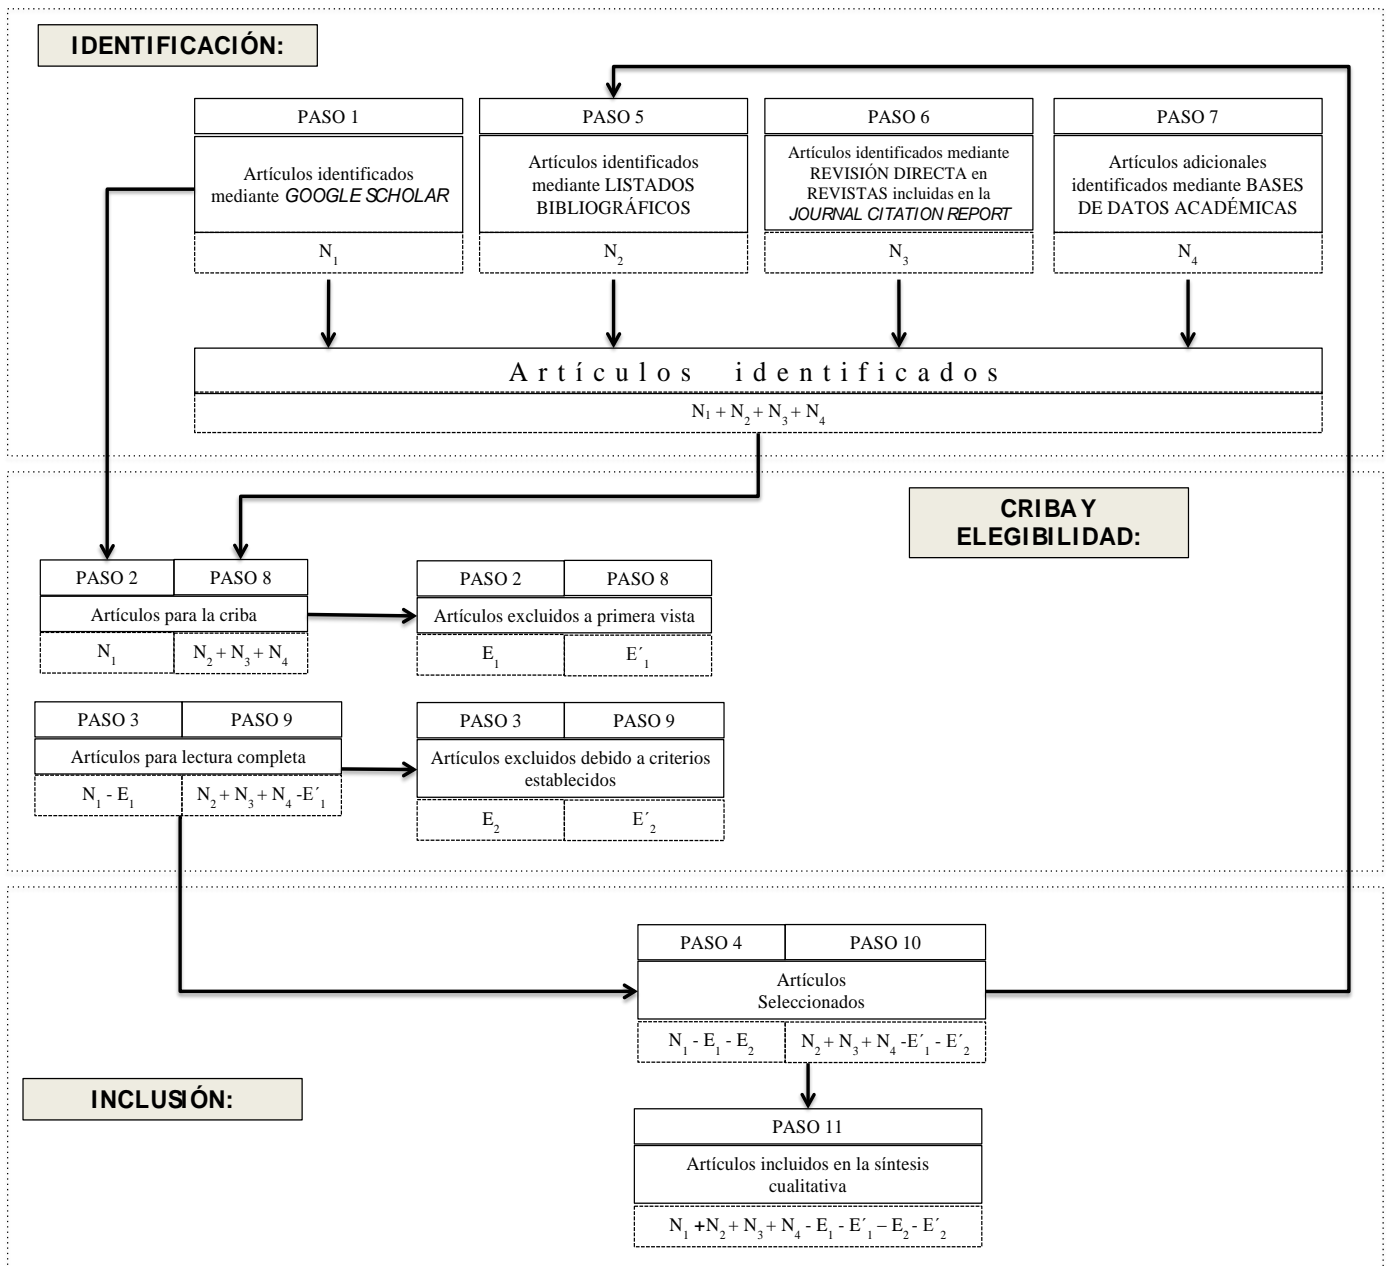 IDENTIFICACIÓN:
PASO 1
Artículos identificados
mediante GOOGLE SCHOLAR
N₁
PASO 5
Artículos identificados
mediante LISTADOS
BIBLIOGRÁFICOS
N₂
PASO 6
Artículos identificados mediante
REVISIÓN DIRECTA en
REVISTAS incluidas en la
JOURNAL CITATION REPORT
N₃
PASO 7
Artículos adicionales
identificados mediante BASES
DE DATOS ACADÉMICAS
N₄
Artículos identificados
N₁ + N₂ + N₃ + N₄
CRIBA Y
ELEGIBILIDAD:
PASO 2 PASO 8
Artículos para la criba
N₁ N₂ + N₃ + N₄
PASO 2 PASO 8
Artículos excluidos a primera vista
E₁ E´₁
PASO 3 PASO 9
Artículos para lectura completa
N₁ - E₁ N₂ + N₃ + N₄ -E´₁
PASO 3 PASO 9
Artículos excluidos debido a criterios
establecidos
E₂ E´₂
PASO 4 PASO 10
Artículos
Seleccionados
N₁ - E₁ - E₂ N₂ + N₃ + N₄ -E´₁ - E´₂
INCLUSIÓN:
PASO 11
Artículos incluidos en la síntesis
cualitativa
N₁ +N₂ + N₃ + N₄ - E₁ - E´₁ – E₂ - E´₂